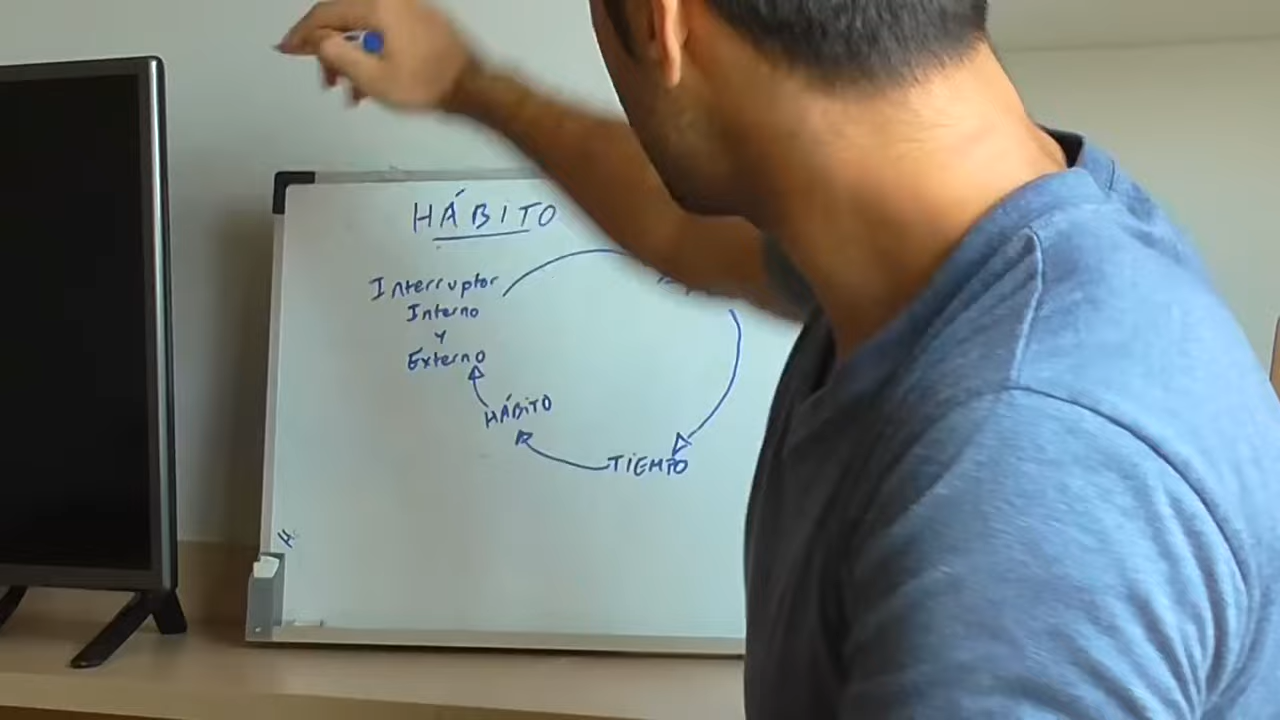 HÁBITO
Interruptor
Interno
y
Externo
HÁBITO
TIEMPO